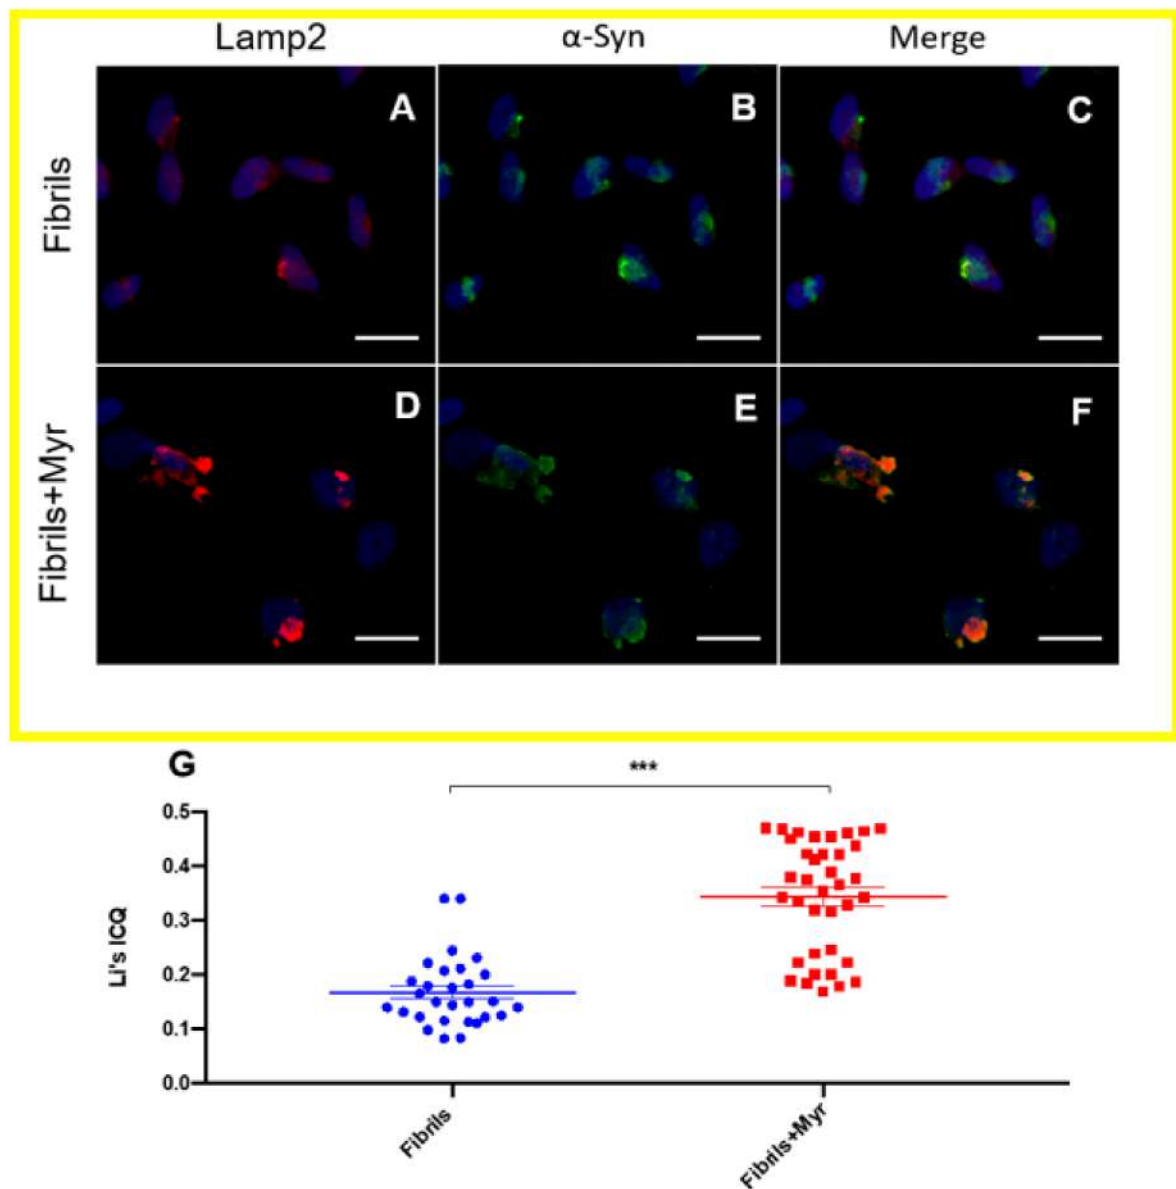 Lamp2 α-Syn Merge
Fibrils A B C
Fibrils+Myr D E F
G
***
0.5
0.4
0.3
0.2
0.1
0.0
Li's ICQ
Fibrils Fibrils+Myr